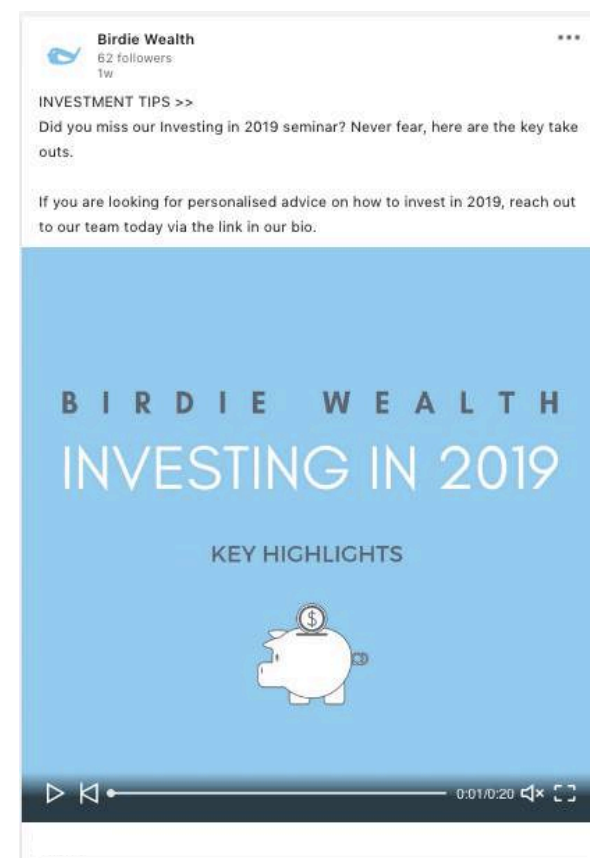 Birdie Wealth
62 followers
1w
INVESTMENT TIPS >>
Did you miss our Investing in 2019 seminar? Never fear, here are the key take
outs.
If you are looking for personalised advice on how to invest in 2019, reach out
to our team today via the link in our bio.
BIRDIE WEALTH
INVESTING IN 2019
KEY HIGHLIGHTS
$
0:01/0:20